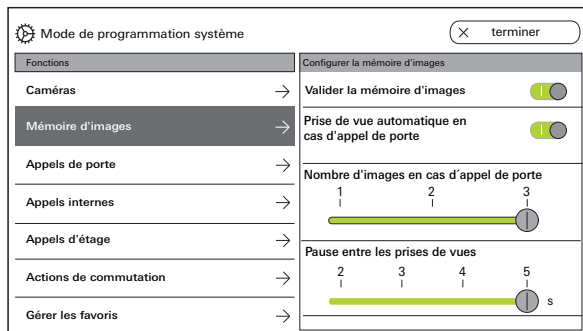 Mode de programmation système
× terminer
Fonctions
Caméras
Mémoire d'images
Appels de porte
Appels internes
Appels d'étage
Actions de commutation
Gérer les favoris
Configurer la mémoire d'images
Valider la mémoire d'images
Prise de vue automatique en
cas d'appel de porte
Nombre d'images en cas d´appel de porte
1 2 3
Pause entre les prises de vues
2 3 4 5
s